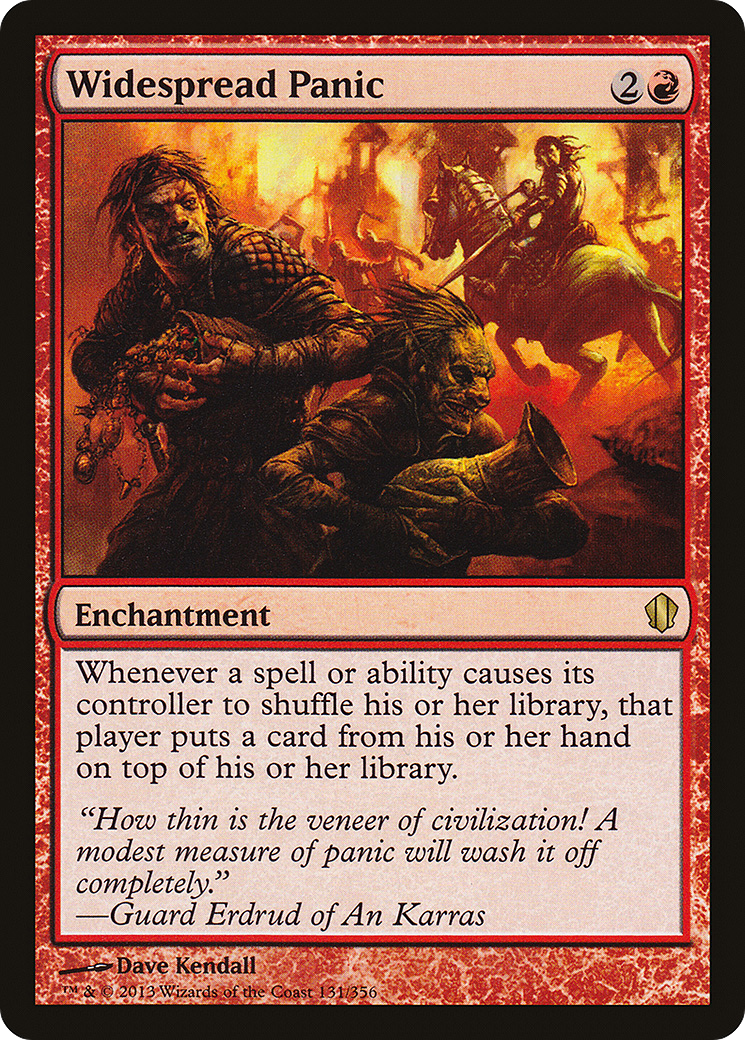 Widespread Panic 2
Enchantment
Whenever a spell or ability causes its
controller to shuffle his or her library, that
player puts a card from his or her hand
on top of his or her library.
“How thin is the veneer of civilization! A
modest measure of panic will wash it off
completely.”
—Guard Erdrud of An Karras
Dave Kendall
™ & © 2013 Wizards of the Coast 131/356